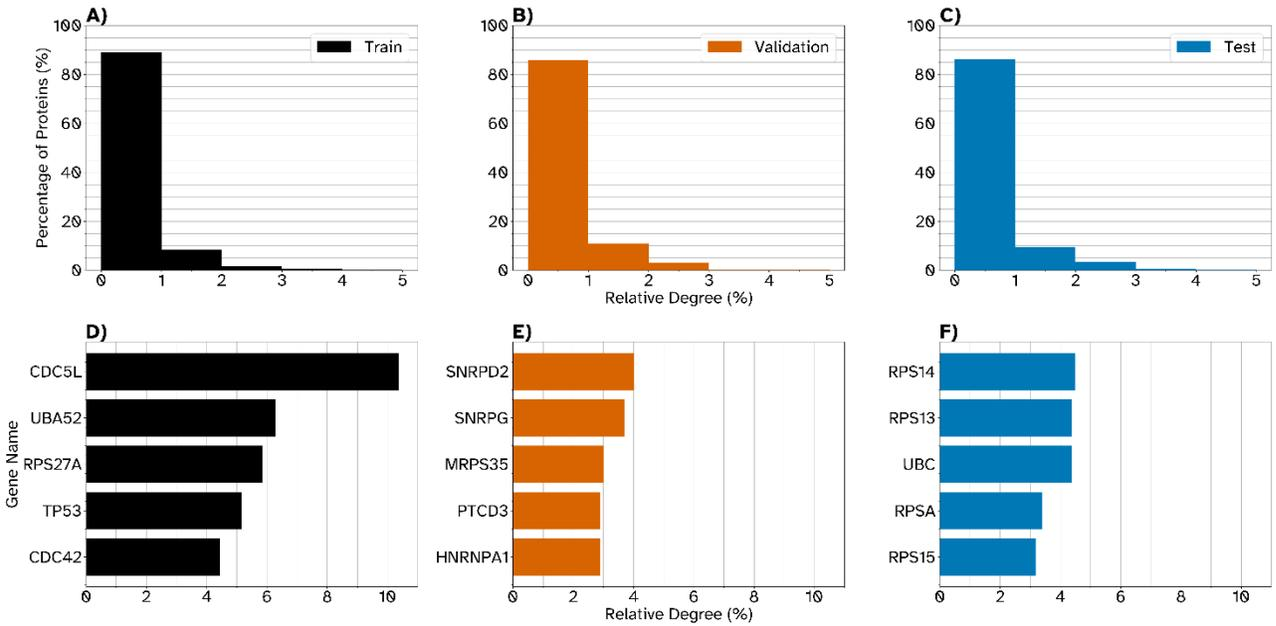 A)
B)
C)
100
80
60
40
20
0
Percentage of Proteins (%)
Train
0 1 2 3 4 5
100
80
60
40
20
0
Validation
0 1 2 3 4 5
Relative Degree (%)
100
80
60
40
20
0
Test
0 1 2 3 4 5
D)
E)
F)
Gene Name
CDC5L
UBA52
RPS27A
TP53
CDC42
0 2 4 6 8 10
SNRPD2
SNRPG
MRPS35
PTCD3
HNRNPA1
0 2 4 6 8 10
Relative Degree (%)
RPS14
RPS13
UBC
RPSA
RPS15
0 2 4 6 8 10